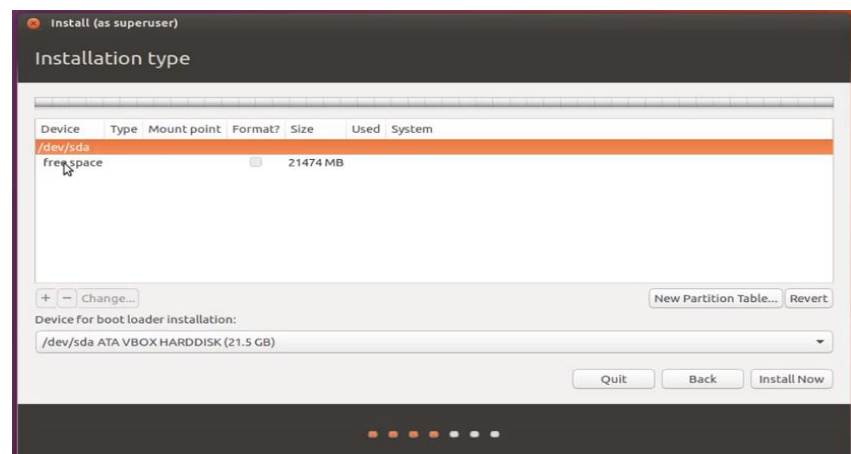 Install (as superuser)
Installation type
Device Type Mount point Format? Size Used System
/dev/sda
free space 21474 MB
+ − Change... New Partition Table... Revert
Device for boot loader installation:
/dev/sda ATA VBOX HARDDISK (21.5 GB)
Quit Back Install Now